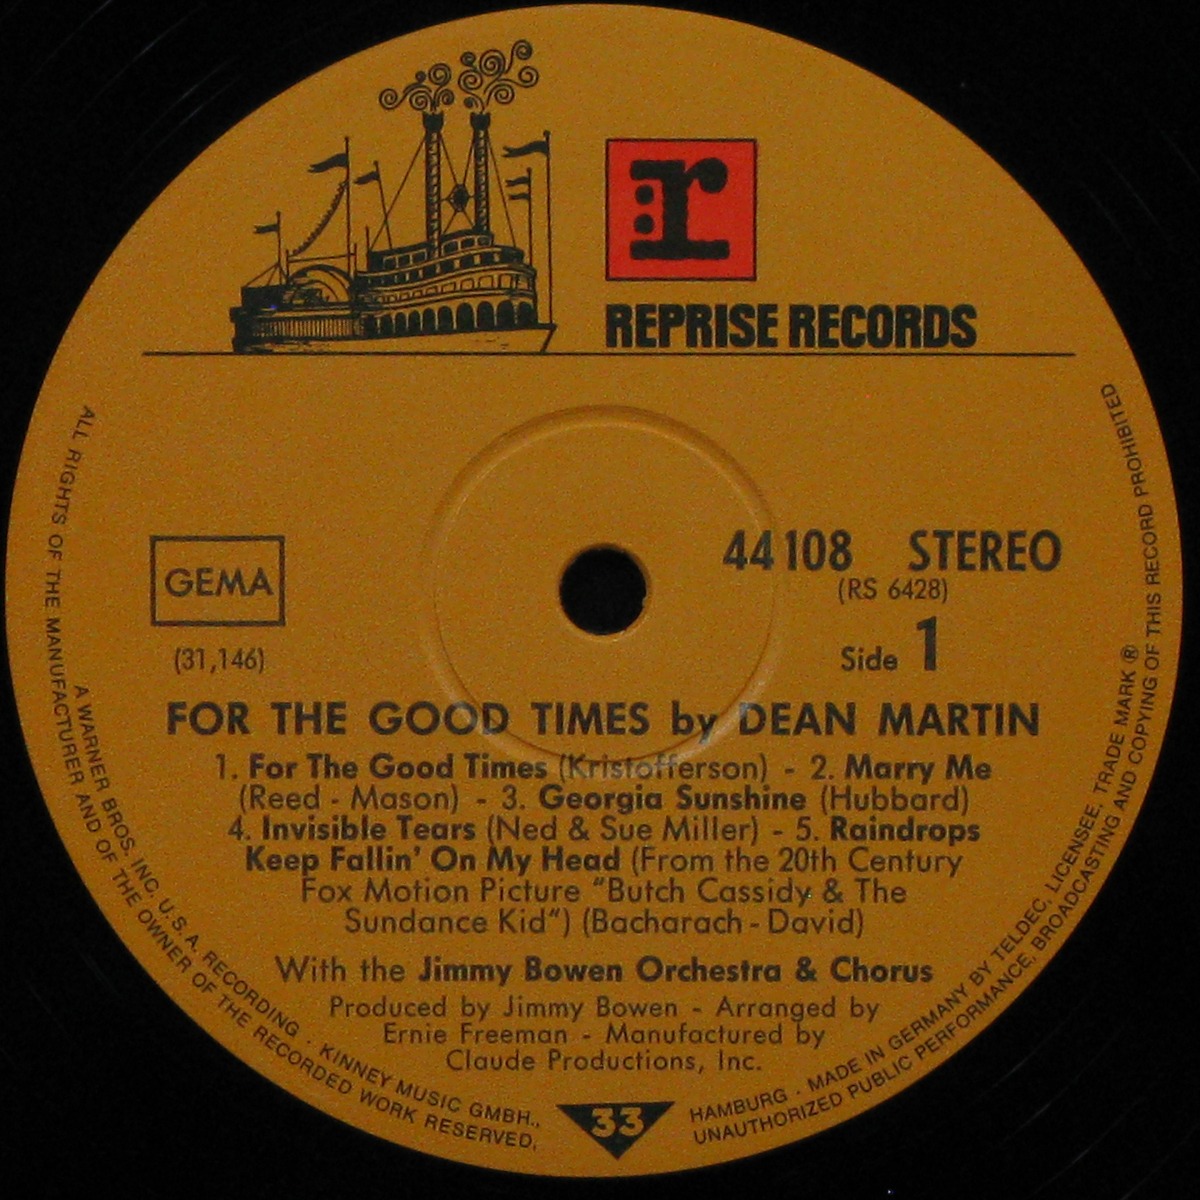 r
REPRISE RECORDS
GEMA
(31,146)
44 108 STEREO
(RS 6428)
Side 1
FOR THE GOOD TIMES by DEAN MARTIN
1. For The Good Times (Kristofferson) - 2. Marry Me
(Reed - Mason) - 3. Georgia Sunshine (Hubbard)
4. Invisible Tears (Ned & Sue Miller) - 5. Raindrops
Keep Fallin' On My Head (From the 20th Century
Fox Motion Picture "Butch Cassidy & The
Sundance Kid") (Bacharach - David)
With the Jimmy Bowen Orchestra & Chorus
Produced by Jimmy Bowen - Arranged by
Ernie Freeman - Manufactured by
Claude Productions, Inc.
33
A WARNER BROS. INC. U.S.A. RECORDING · KINNEY MUSIC GMBH., HAMBURG · MADE IN GERMANY BY TELDEC, LICENSEE, TRADE MARK ®
ALL RIGHTS OF THE MANUFACTURER AND OF THE OWNER OF THE RECORDED WORK RESERVED, UNAUTHORIZED PUBLIC PERFORMANCE, BROADCASTING AND COPYING OF THIS RECORD PROHIBITED